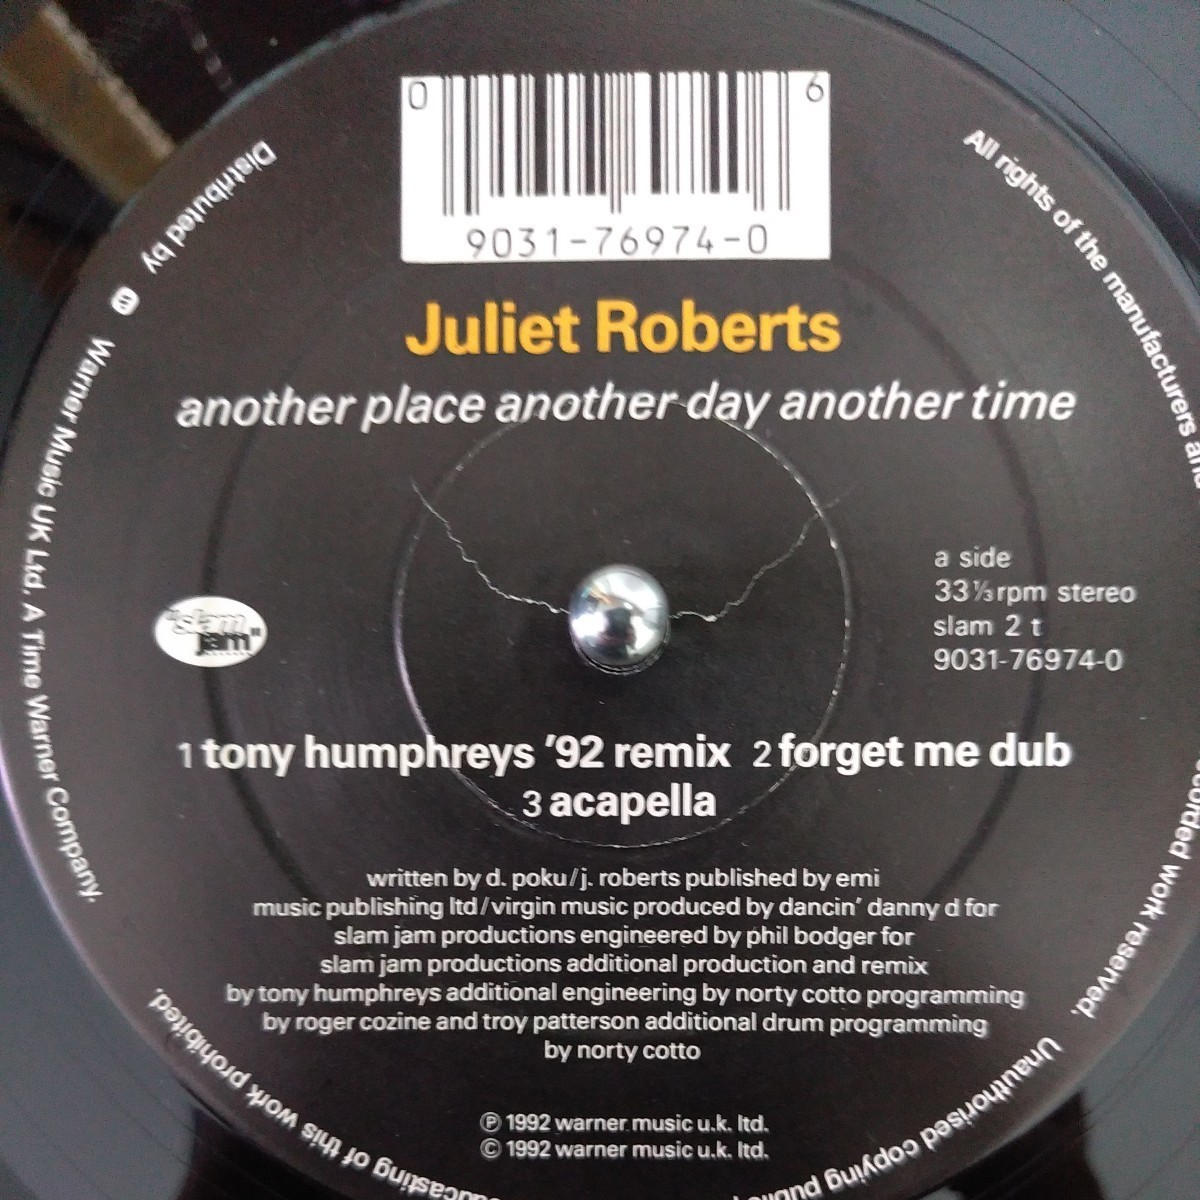 0 6
9031-76974-0
Juliet Roberts
another place another day another time
"slam
jam"
a side
33⅓rpm stereo
slam 2 t
9031-76974-0
1 tony humphreys '92 remix 2 forget me dub
3 acapella
written by d. poku/j. roberts published by emi
music publishing ltd/virgin music produced by dancin' danny d for
slam jam productions engineered by phil bodger for
slam jam productions additional production and remix
by tony humphreys additional engineering by norty cotto programming
by roger cozine and troy patterson additional drum programming
by norty cotto
℗ 1992 warner music u.k. ltd.
© 1992 warner music u.k. ltd.
Distributed by Warner Music UK Ltd. A Time Warner Company.
All rights of the manufacturers and
work reserved.
Unauthorised copying
of this work prohibited.